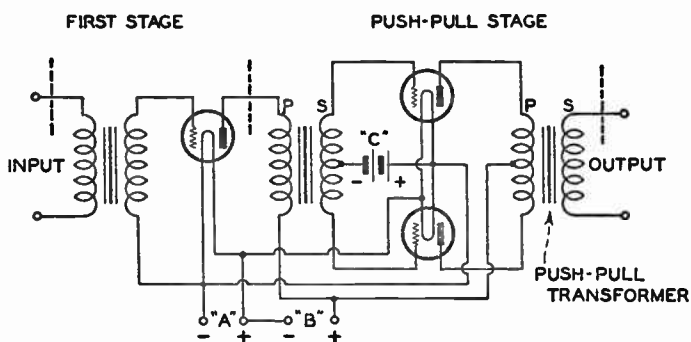 FIRST STAGE
PUSH-PULL STAGE
P
S
"C"
- +
P
S
INPUT
OUTPUT
PUSH-PULL
TRANSFORMER
"A" "B"
- + - +